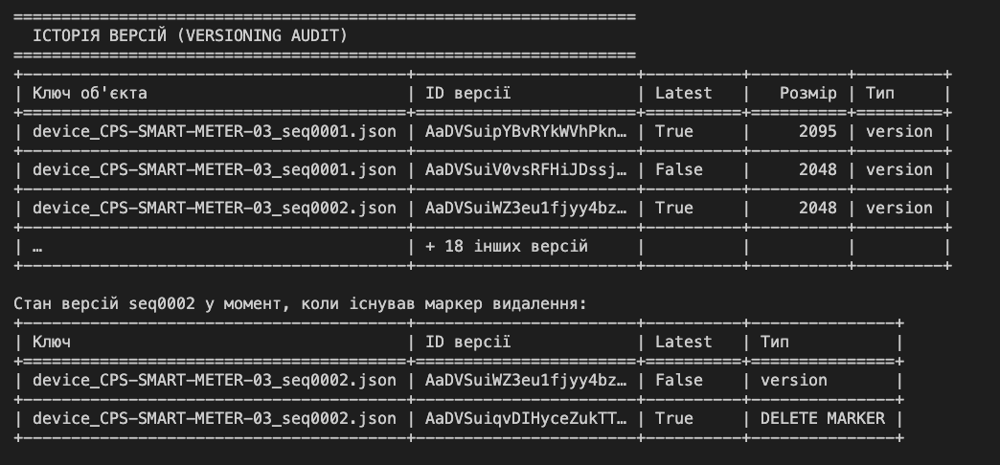 =================================================================
ІСТОРІЯ ВЕРСІЙ (VERSIONING AUDIT)
=================================================================
+----------------------------------------+-----------------------+----------+----------+---------+
| Ключ об'єкта                           | ID версії             | Latest   |   Розмір | Тип     |
+========================================+=======================+==========+==========+=========+
| device_CPS-SMART-METER-03_seq0001.json | AaDVSuipYBvRYkWVhPkn… | True     |     2095 | version |
+----------------------------------------+-----------------------+----------+----------+---------+
| device_CPS-SMART-METER-03_seq0001.json | AaDVSuiV0vsRFHiJDssj… | False    |     2048 | version |
+----------------------------------------+-----------------------+----------+----------+---------+
| device_CPS-SMART-METER-03_seq0002.json | AaDVSuiWZ3eu1fjyy4bz… | True     |     2048 | version |
+----------------------------------------+-----------------------+----------+----------+---------+
| …                                      | + 18 інших версій     |          |          |         |
+----------------------------------------+-----------------------+----------+----------+---------+
Стан версій seq0002 у момент, коли існував маркер видалення:
+----------------------------------------+-----------------------+----------+---------------+
| Ключ                                   | ID версії             | Latest   | Тип           |
+========================================+=======================+==========+===============+
| device_CPS-SMART-METER-03_seq0002.json | AaDVSuiWZ3eu1fjyy4bz… | False    | version       |
+----------------------------------------+-----------------------+----------+---------------+
| device_CPS-SMART-METER-03_seq0002.json | AaDVSuiqvDIHyceZukTT… | True     | DELETE MARKER |
+----------------------------------------+-----------------------+----------+---------------+